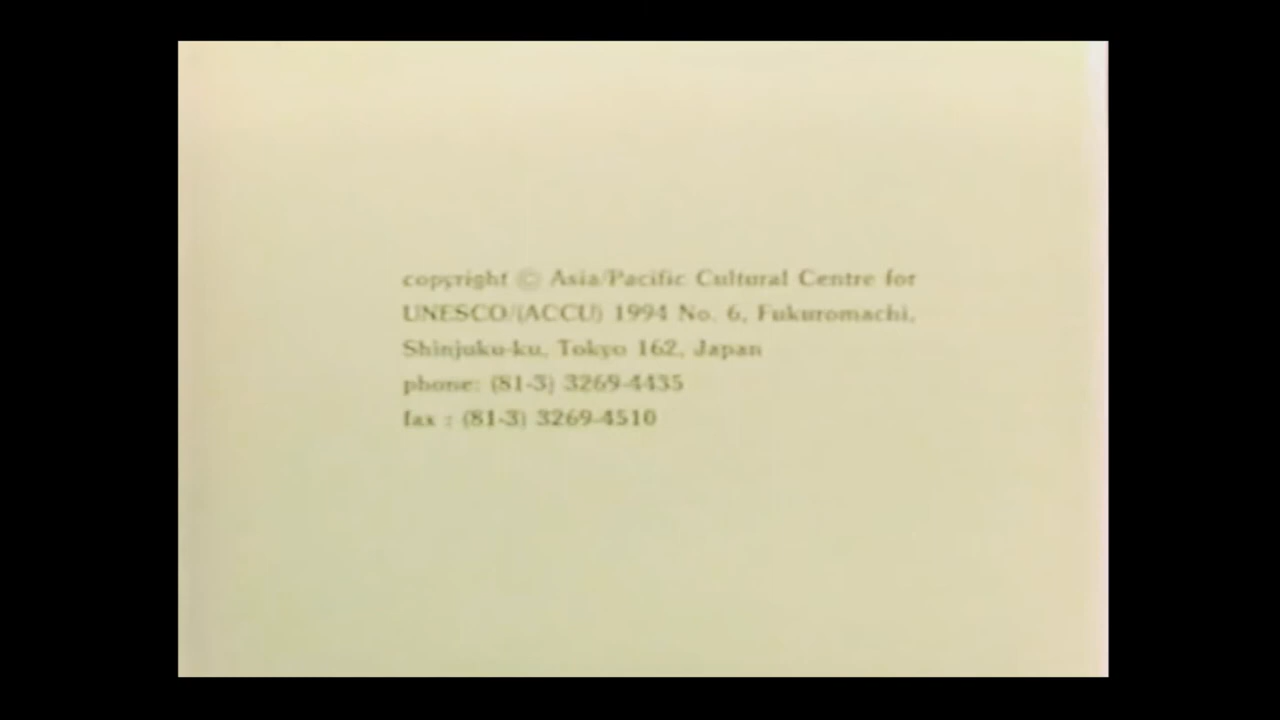 copyright © Asia/Pacific Cultural Centre for
UNESCO/(ACCU) 1994 No. 6, Fukuromachi,
Shinjuku-ku, Tokyo 162, Japan
phone: (81-3) 3269-4435
fax : (81-3) 3269-4510